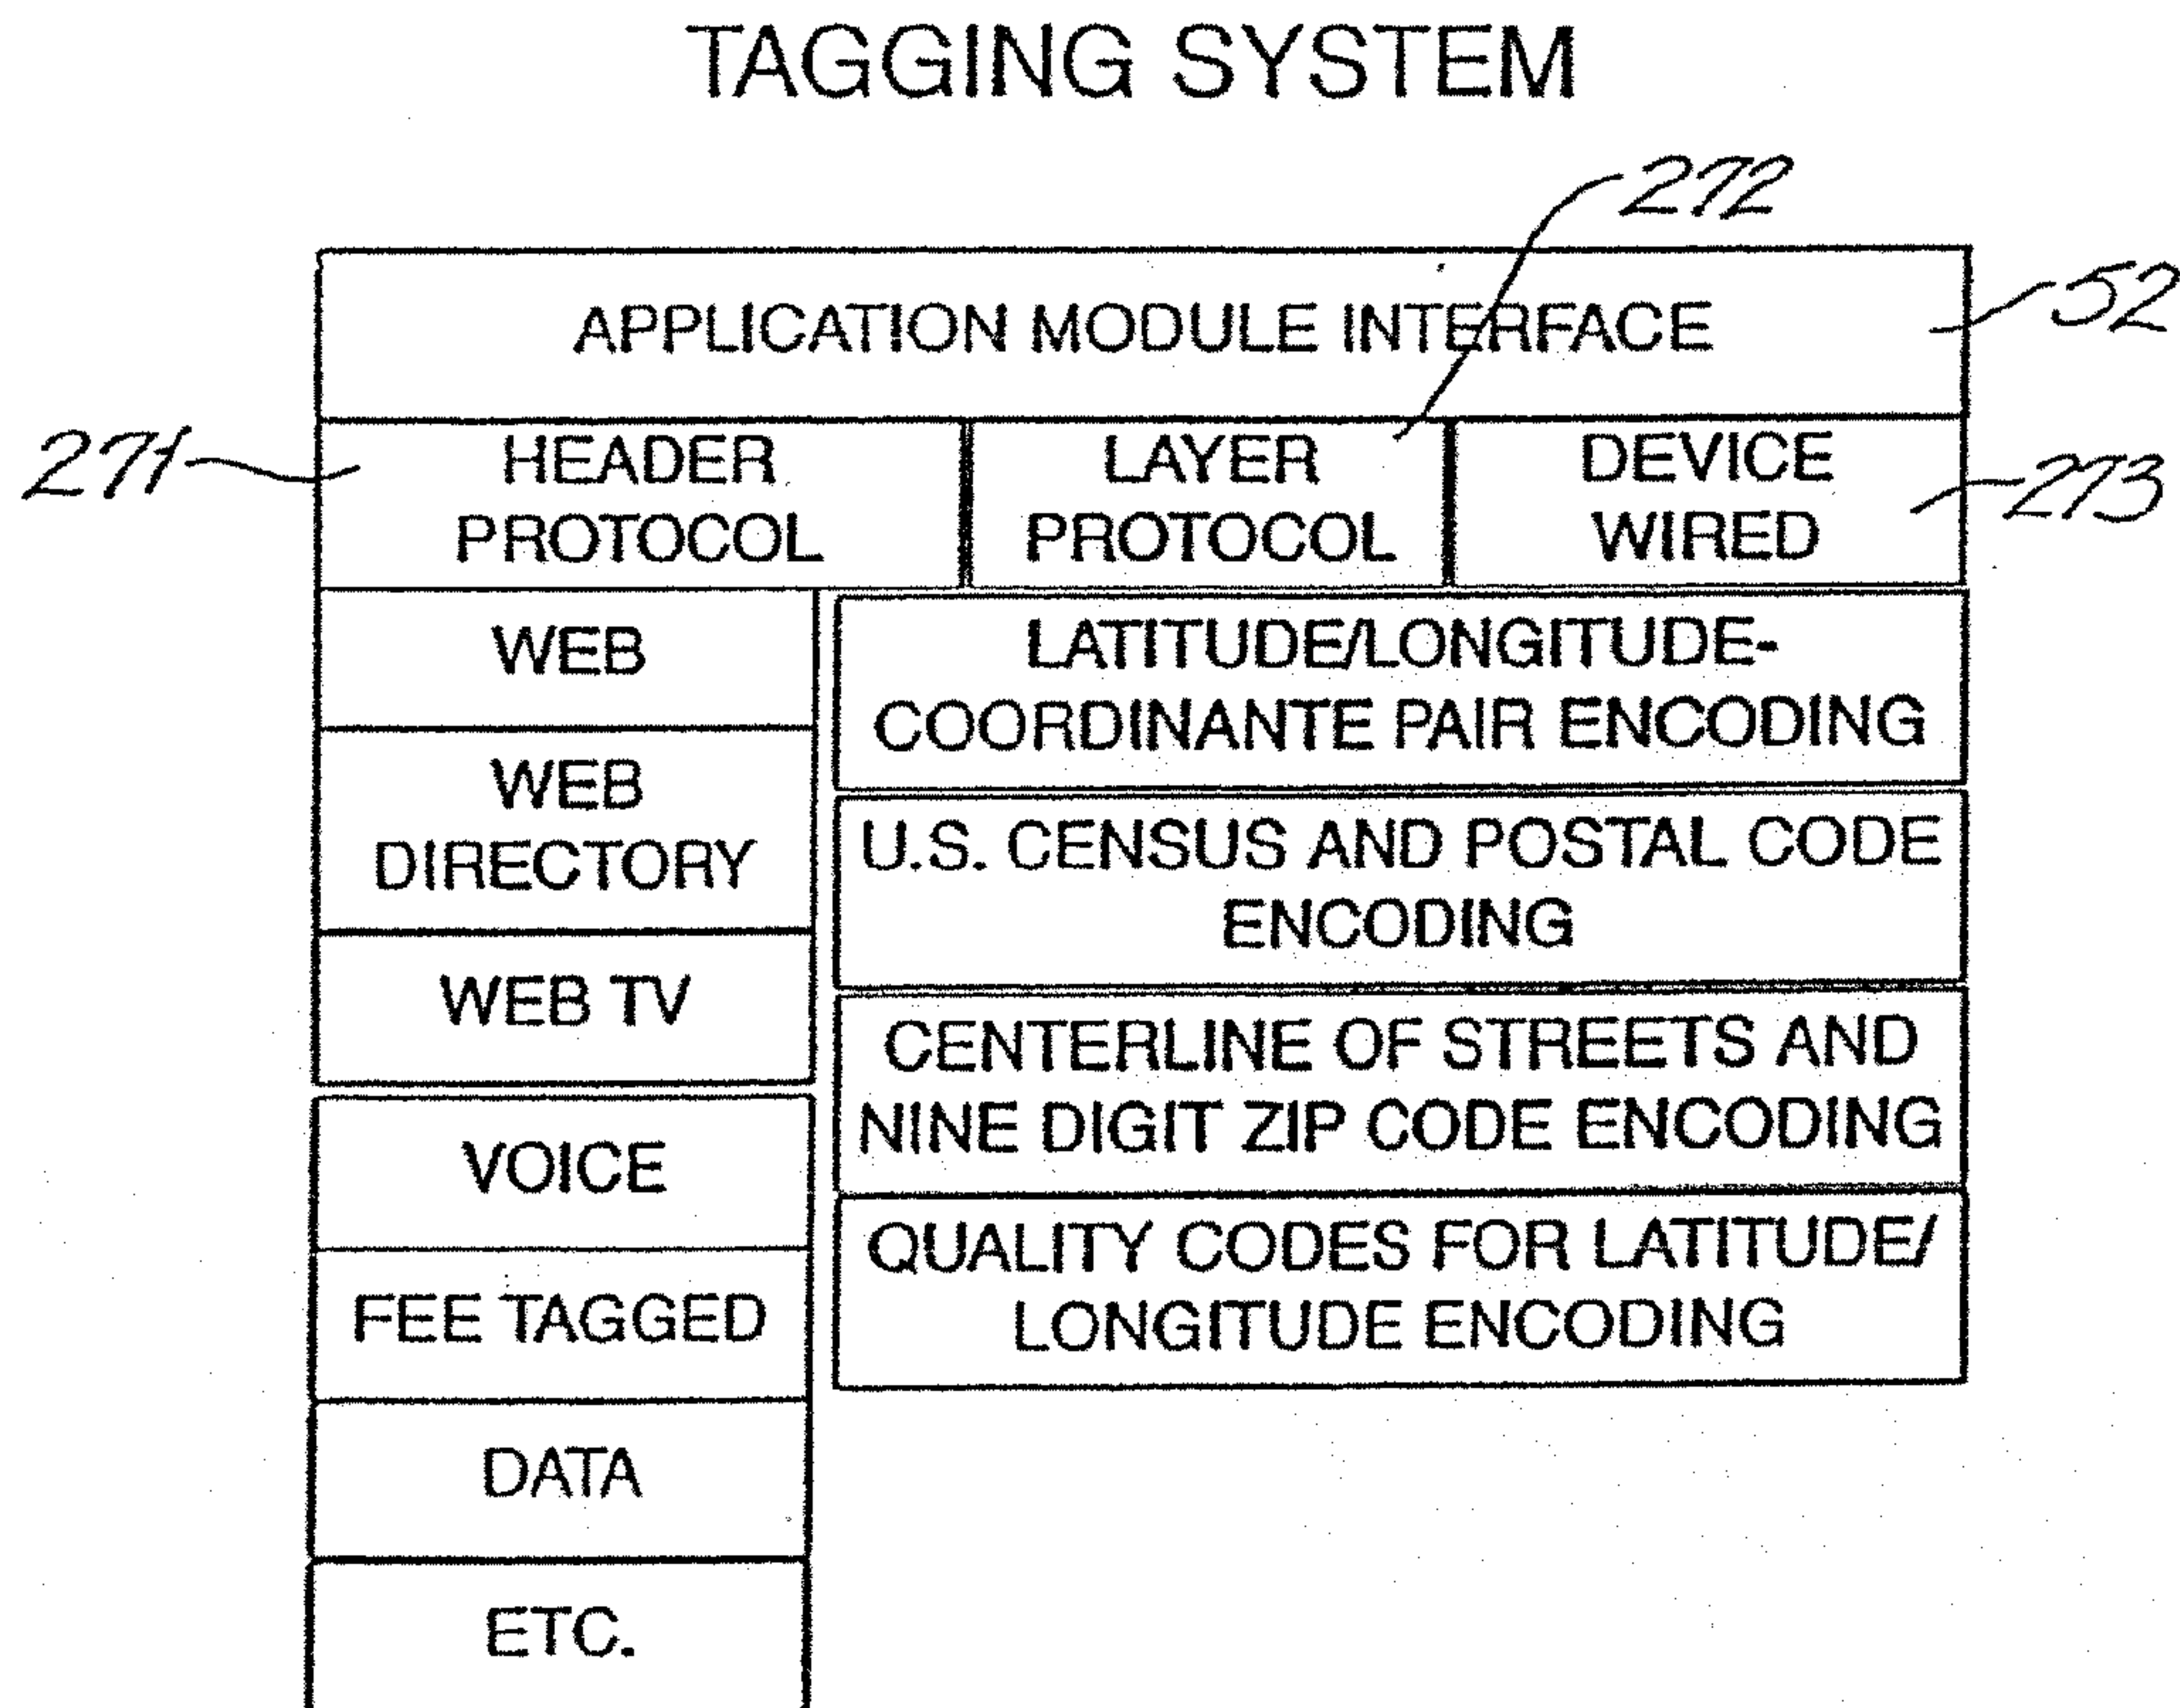 TAGGING SYSTEM
272
APPLICATION MODULE INTERFACE
52
271
HEADER
PROTOCOL
LAYER
PROTOCOL
DEVICE
WIRED
273
WEB
WEB
DIRECTORY
WEB TV
VOICE
FEE TAGGED
DATA
ETC.
LATITUDE/LONGITUDE-
COORDINANTE PAIR ENCODING
U.S. CENSUS AND POSTAL CODE
ENCODING
CENTERLINE OF STREETS AND
NINE DIGIT ZIP CODE ENCODING
QUALITY CODES FOR LATITUDE/
LONGITUDE ENCODING